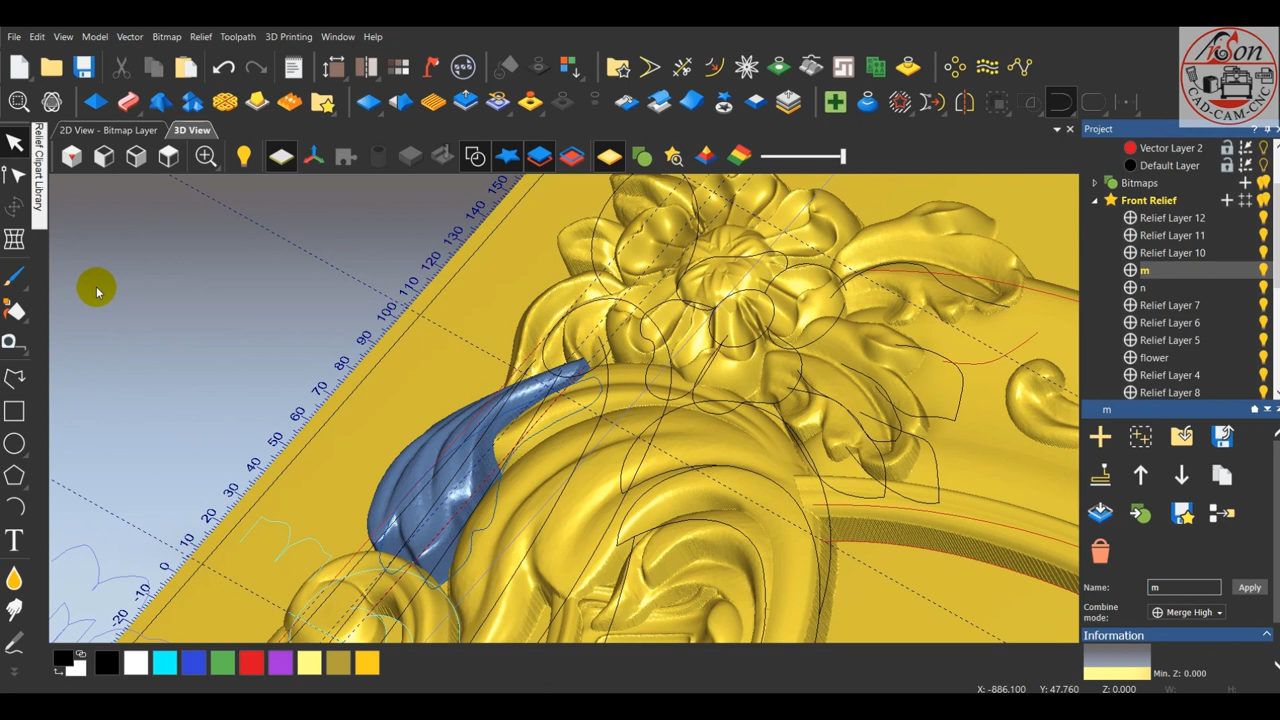 File Edit View Model Vector Bitmap Relief Toolpath 3D Printing Window Help
Arison
CAD-CAM-CNC
2D View - Bitmap Layer 3D View
Relief Clipart Library
Project
Vector Layer 2
Default Layer
Bitmaps
Front Relief
Relief Layer 12
Relief Layer 11
Relief Layer 10
m
n
Relief Layer 7
Relief Layer 6
Relief Layer 5
flower
Relief Layer 4
Relief Layer 8
150
140
130
120
110
100
90
80
70
60
50
40
30
20
10
0
-10
-20
m
Name: m Apply
Combine
mode: Merge High
Information
Min. Z: 0.000
X: -886.100 Y: 47.760 Z: 0.000 W: H: